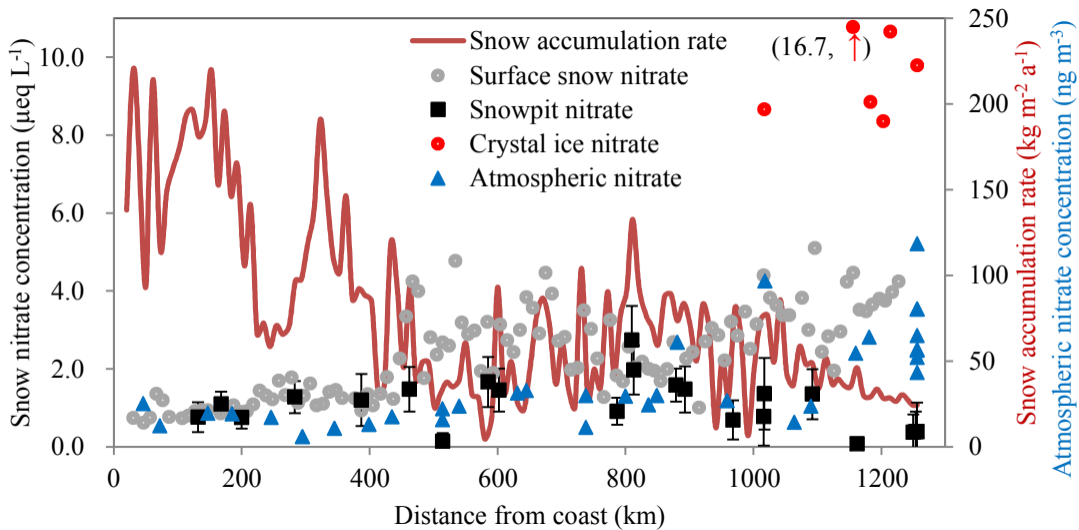 Snow nitrate concentration (µeq L-1)
10.0
8.0
6.0
4.0
2.0
0.0
Snow accumulation rate
Surface snow nitrate
Snowpit nitrate
Crystal ice nitrate
Atmospheric nitrate
(16.7, ↑)
250
200
150
100
50
0
Snow accumulation rate (kg m-2 a-1)
Atmospheric nitrate concentration (ng m-3)
0 200 400 600 800 1000 1200
Distance from coast (km)